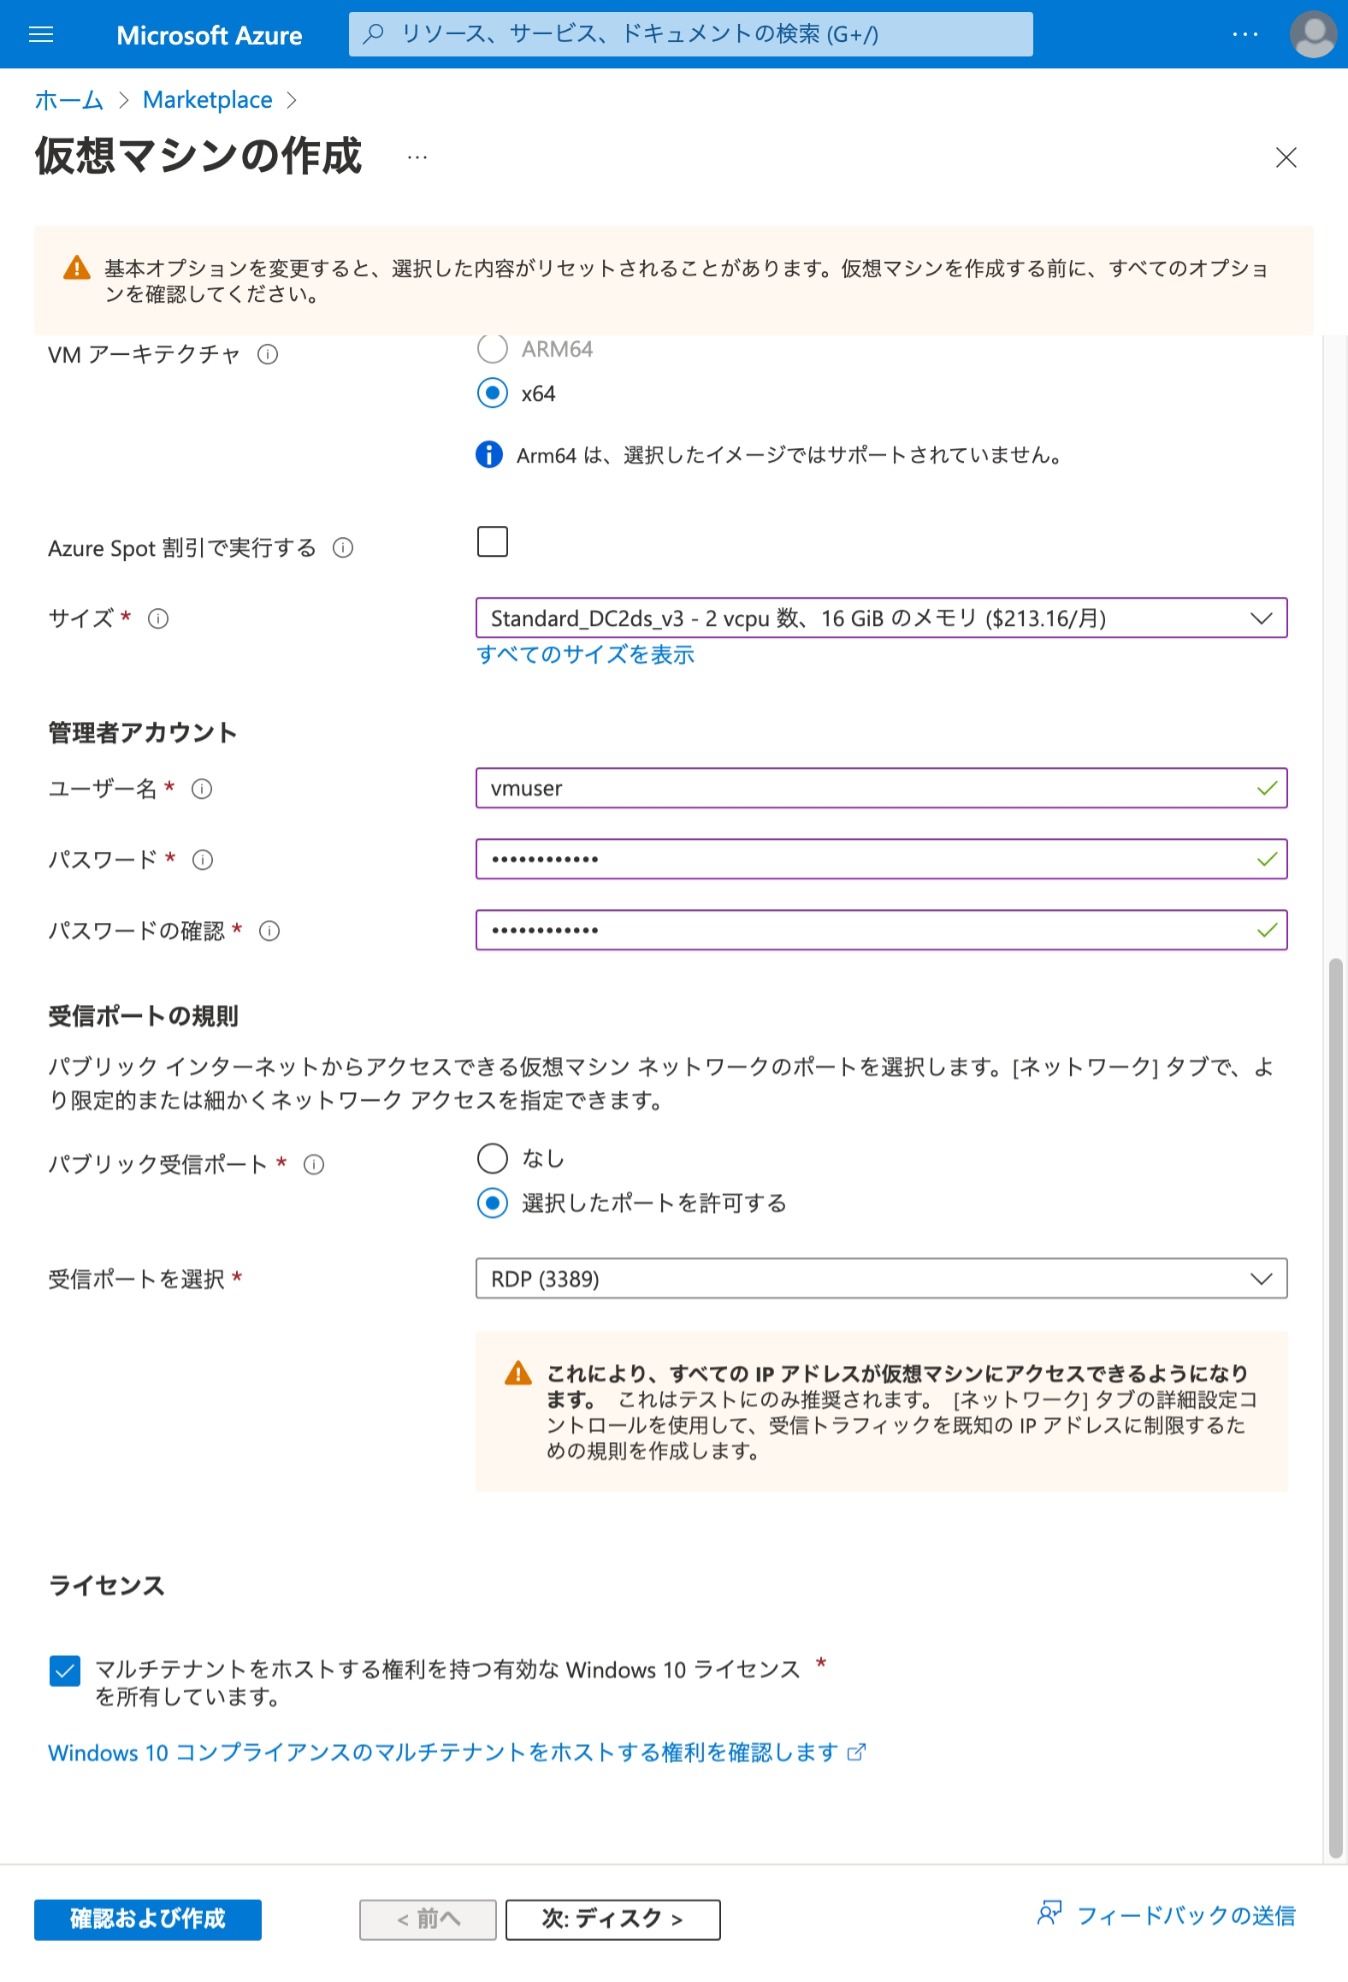 Microsoft Azure
リソース、サービス、ドキュメントの検索 (G+/)
ホーム > Marketplace >
仮想マシンの作成 …
基本オプションを変更すると、選択した内容がリセットされることがあります。仮想マシンを作成する前に、すべてのオプショ
ンを確認してください。
VM アーキテクチャ
ARM64
x64
Arm64 は、選択したイメージではサポートされていません。
Azure Spot 割引で実行する
サイズ *
Standard_DC2ds_v3 - 2 vcpu 数、16 GiB のメモリ ($213.16/月)
すべてのサイズを表示
管理者アカウント
ユーザー名 *
vmuser
パスワード *
••••••••••••
パスワードの確認 *
••••••••••••
受信ポートの規則
パブリック インターネットからアクセスできる仮想マシン ネットワークのポートを選択します。[ネットワーク] タブで、よ
り限定的または細かくネットワーク アクセスを指定できます。
パブリック受信ポート *
なし
選択したポートを許可する
受信ポートを選択 *
RDP (3389)
これにより、すべての IP アドレスが仮想マシンにアクセスできるようになり
ます。 これはテストにのみ推奨されます。 [ネットワーク] タブの詳細設定コ
ントロールを使用して、受信トラフィックを既知の IP アドレスに制限するた
めの規則を作成します。
ライセンス
マルチテナントをホストする権利を持つ有効な Windows 10 ライセンス *
を所有しています。
Windows 10 コンプライアンスのマルチテナントをホストする権利を確認します
確認および作成
< 前へ
次: ディスク >
フィードバックの送信